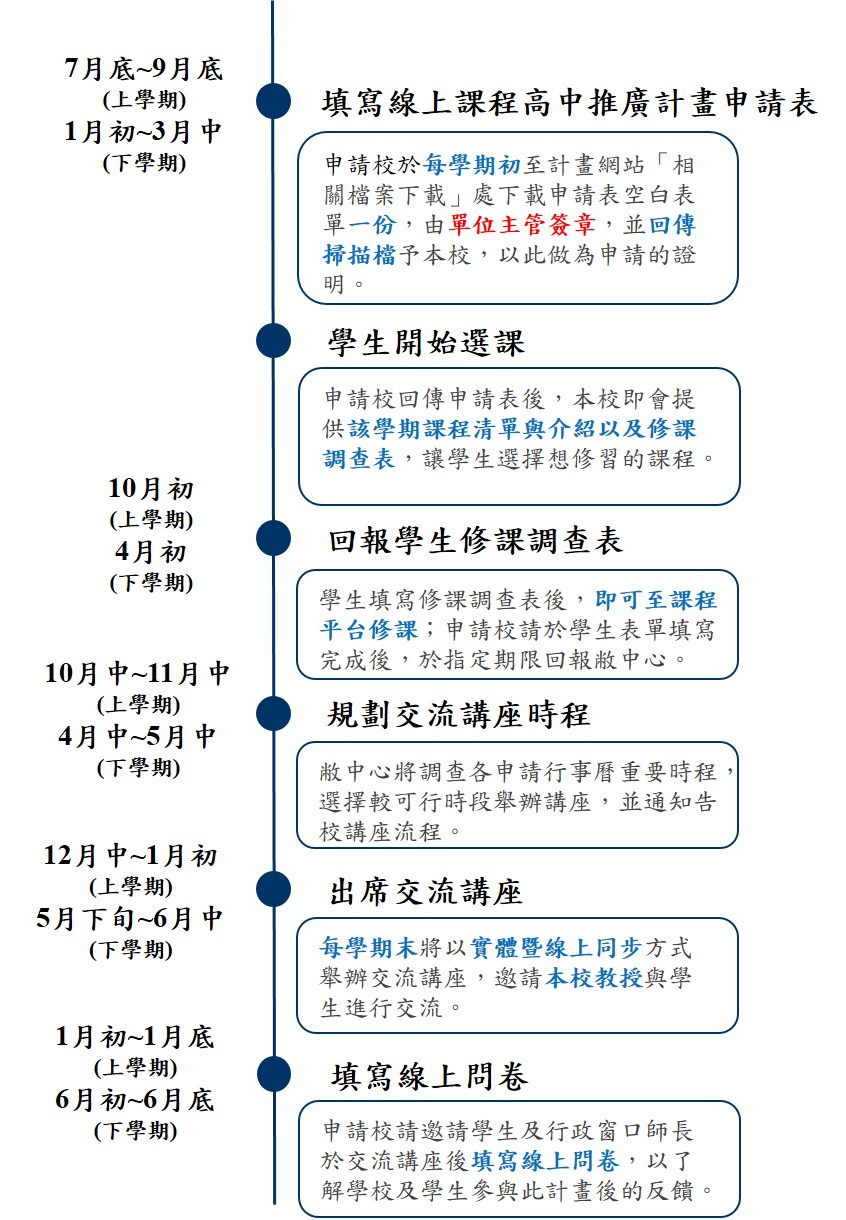 7月底~9月底
(上學期)
1月初~3月中
(下學期)
填寫線上課程高中推廣計畫申請表
申請校於每學期初至計畫網站「相
關檔案下載」處下載申請表空白表
單一份，由單位主管簽章，並回傳
掃描檔予本校，以此做為申請的證
明。
學生開始選課
申請校回傳申請表後，本校即會提
供該學期課程清單與介紹以及修課
調查表，讓學生選擇想修習的課程。
10月初
(上學期)
4月初
(下學期)
回報學生修課調查表
學生填寫修課調查表後，即可至課程
平台修課；申請校請於學生表單填寫
完成後，於指定期限回報敝中心。
10月中~11月中
(上學期)
4月中~5月中
(下學期)
規劃交流講座時程
敝中心將調查各申請行事曆重要時程，
選擇較可行時段舉辦講座，並通知告
校講座流程。
12月中~1月初
(上學期)
5月下旬~6月中
(下學期)
出席交流講座
每學期末將以實體暨線上同步方式
舉辦交流講座，邀請本校教授與學
生進行交流。
1月初~1月底
(上學期)
6月初~6月底
(下學期)
填寫線上問卷
申請校請邀請學生及行政窗口師長
於交流講座後填寫線上問卷，以了
解學校及學生參與此計畫後的反饋。